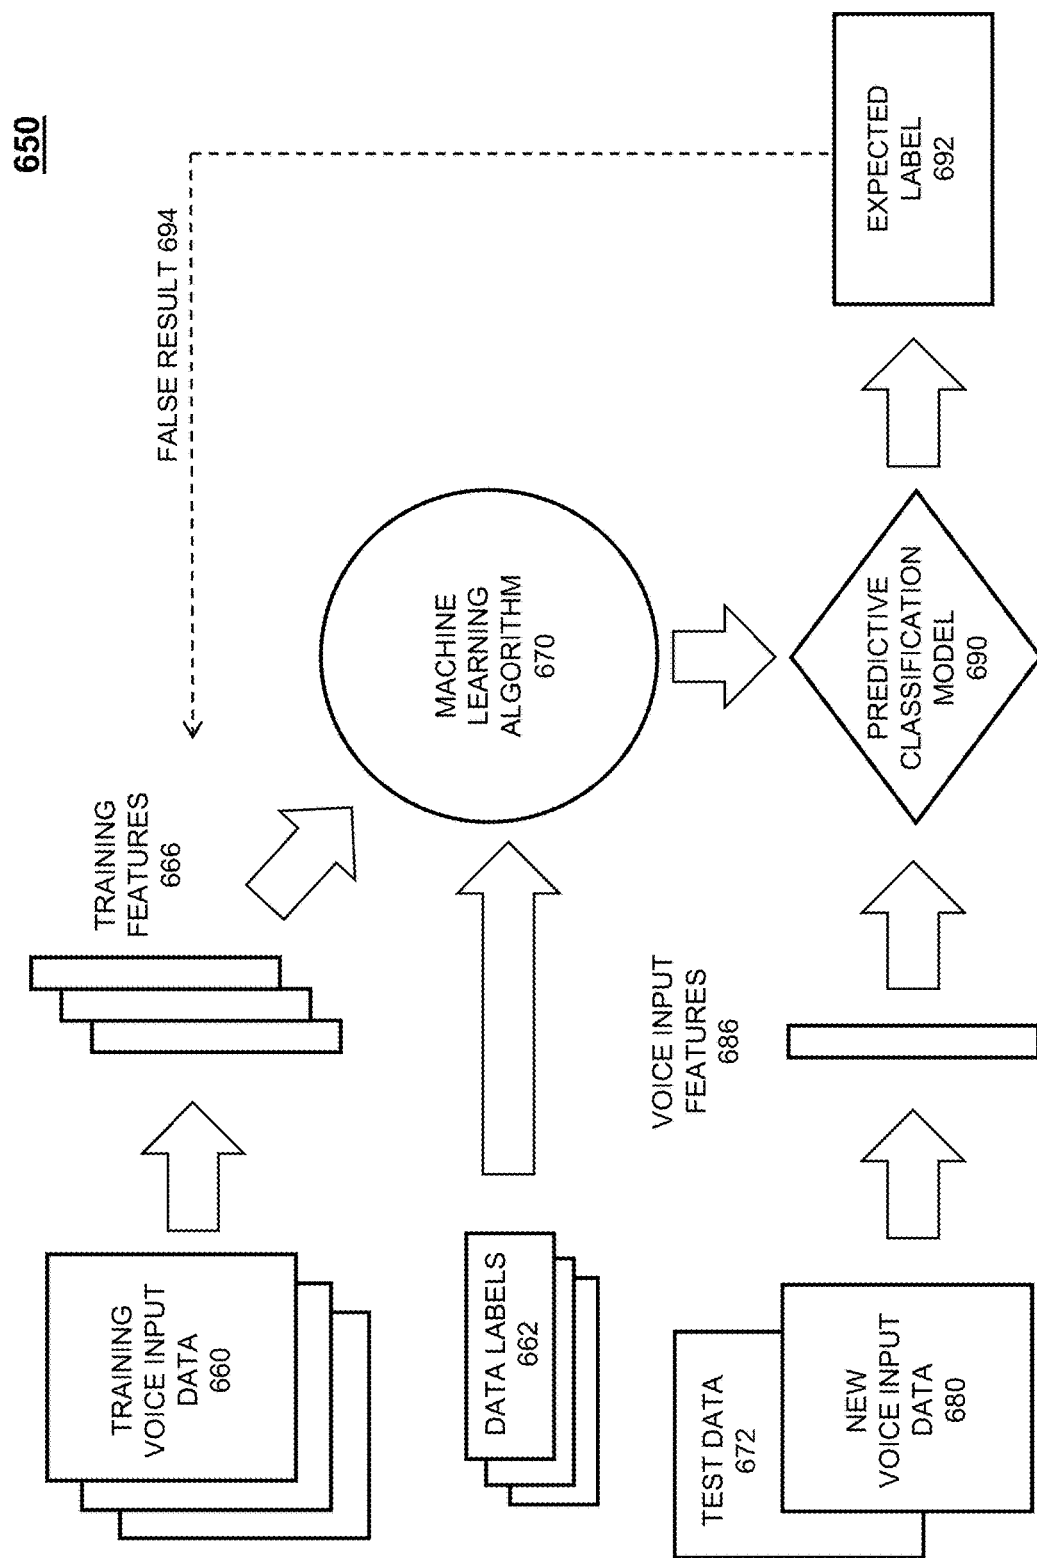 650
FALSE RESULT 694
TRAINING
FEATURES
666
TRAINING
VOICE INPUT
DATA
660
MACHINE
LEARNING
ALGORITHM
670
DATA LABELS
662
VOICE INPUT
FEATURES
686
TEST DATA
672
NEW
VOICE INPUT
DATA
680
PREDICTIVE
CLASSIFICATION
MODEL
690
EXPECTED
LABEL
692